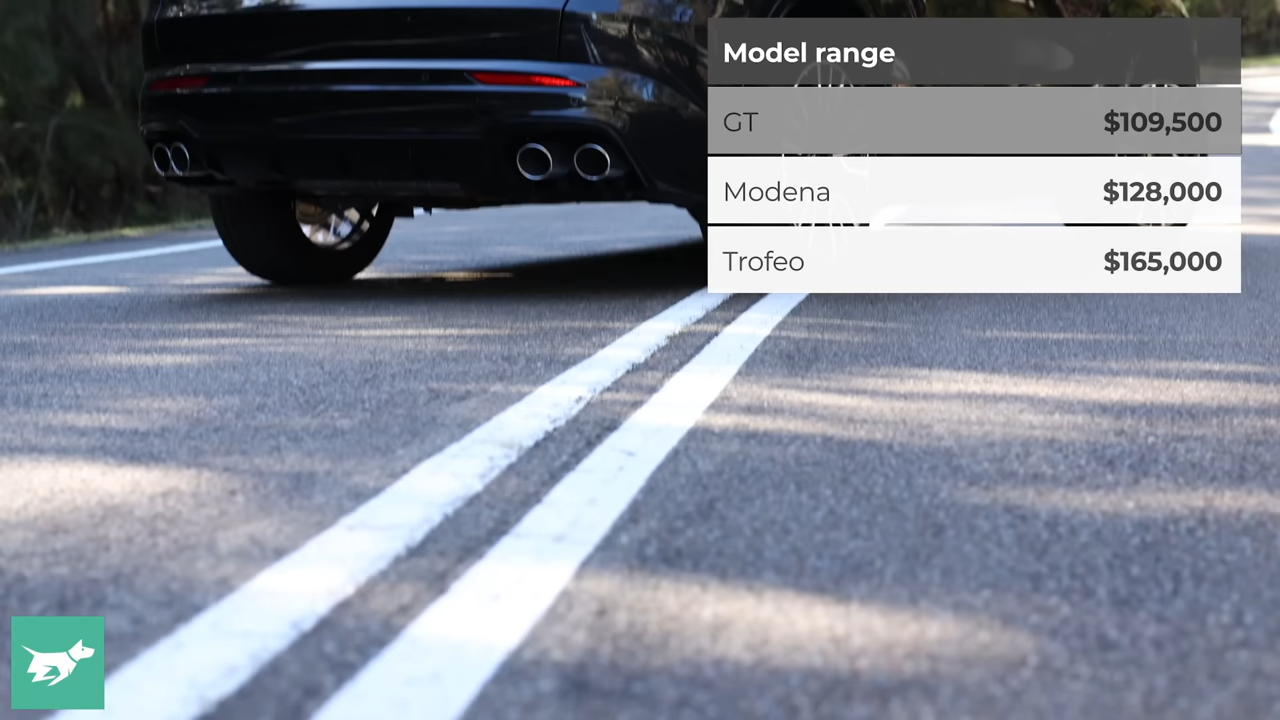 Model range
GT $109,500
Modena $128,000
Trofeo $165,000